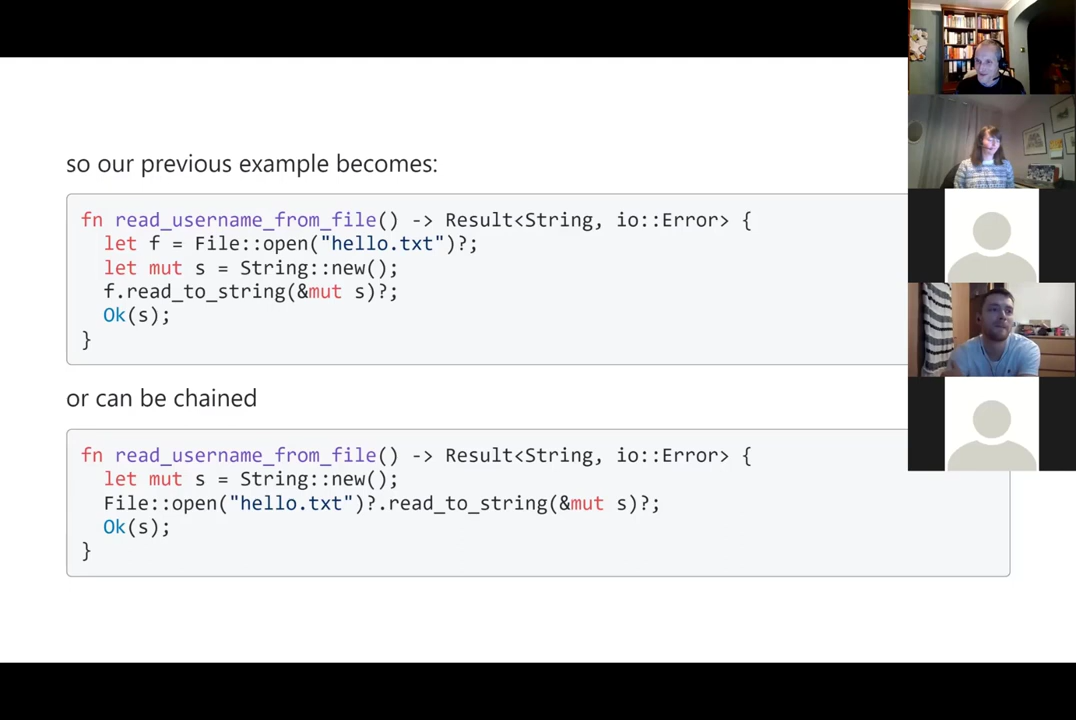 so our previous example becomes:
fn read_username_from_file() -> Result<String, io::Error> {
  let f = File::open("hello.txt")?;
  let mut s = String::new();
  f.read_to_string(&mut s)?;
  Ok(s);
}
or can be chained
fn read_username_from_file() -> Result<String, io::Error> {
  let mut s = String::new();
  File::open("hello.txt")?.read_to_string(&mut s)?;
  Ok(s);
}